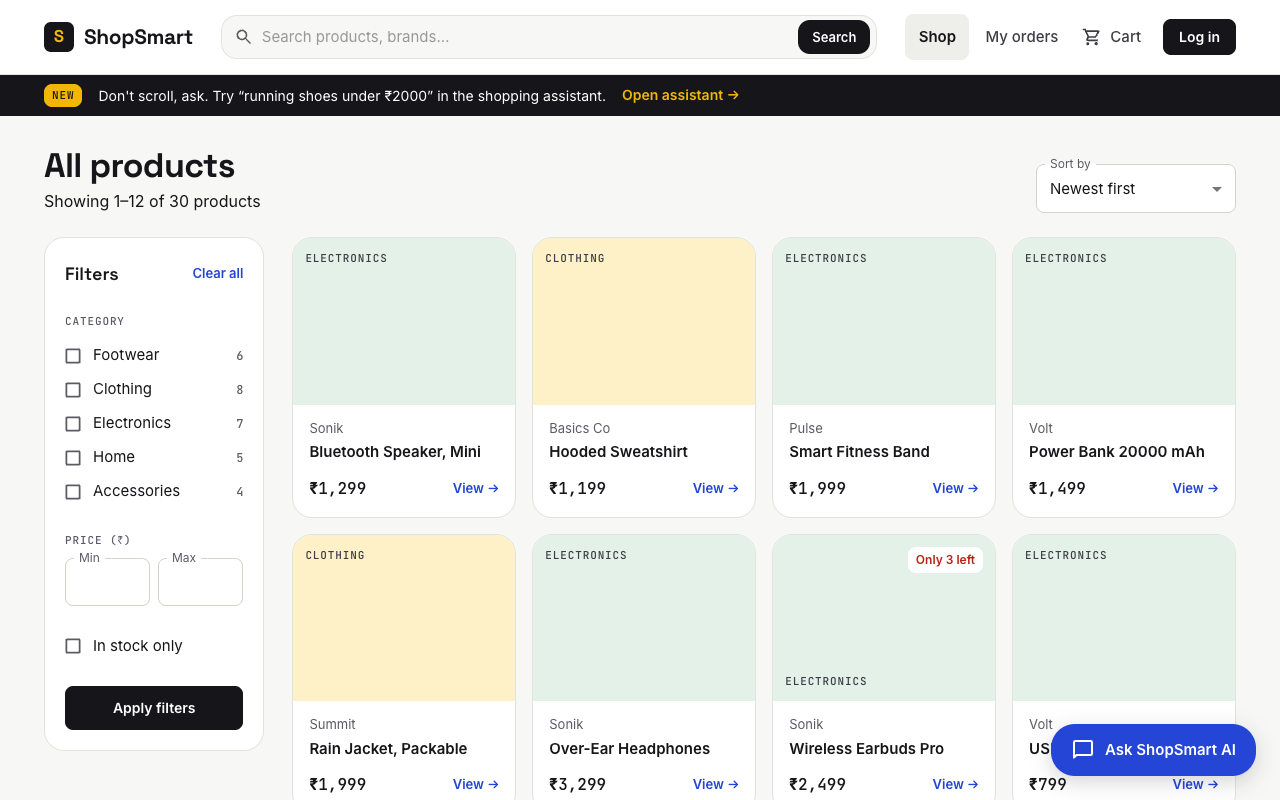 S ShopSmart
Search products, brands...
Search
Shop
My orders
Cart
Log in
NEW
Don't scroll, ask. Try “running shoes under ₹2000” in the shopping assistant.
Open assistant →
All products
Showing 1–12 of 30 products
Sort by
Newest first
Filters
Clear all
CATEGORY
Footwear 6
Clothing 8
Electronics 7
Home 5
Accessories 4
PRICE (₹)
Min
Max
In stock only
Apply filters
ELECTRONICS
Sonik
Bluetooth Speaker, Mini
₹1,299
View →
CLOTHING
Basics Co
Hooded Sweatshirt
₹1,199
View →
ELECTRONICS
Pulse
Smart Fitness Band
₹1,999
View →
ELECTRONICS
Volt
Power Bank 20000 mAh
₹1,499
View →
CLOTHING
Summit
Rain Jacket, Packable
₹1,999
View →
ELECTRONICS
Sonik
Over-Ear Headphones
₹3,299
View →
Only 3 left
ELECTRONICS
Sonik
Wireless Earbuds Pro
₹2,499
View →
ELECTRONICS
Volt
₹799
View →
Ask ShopSmart AI